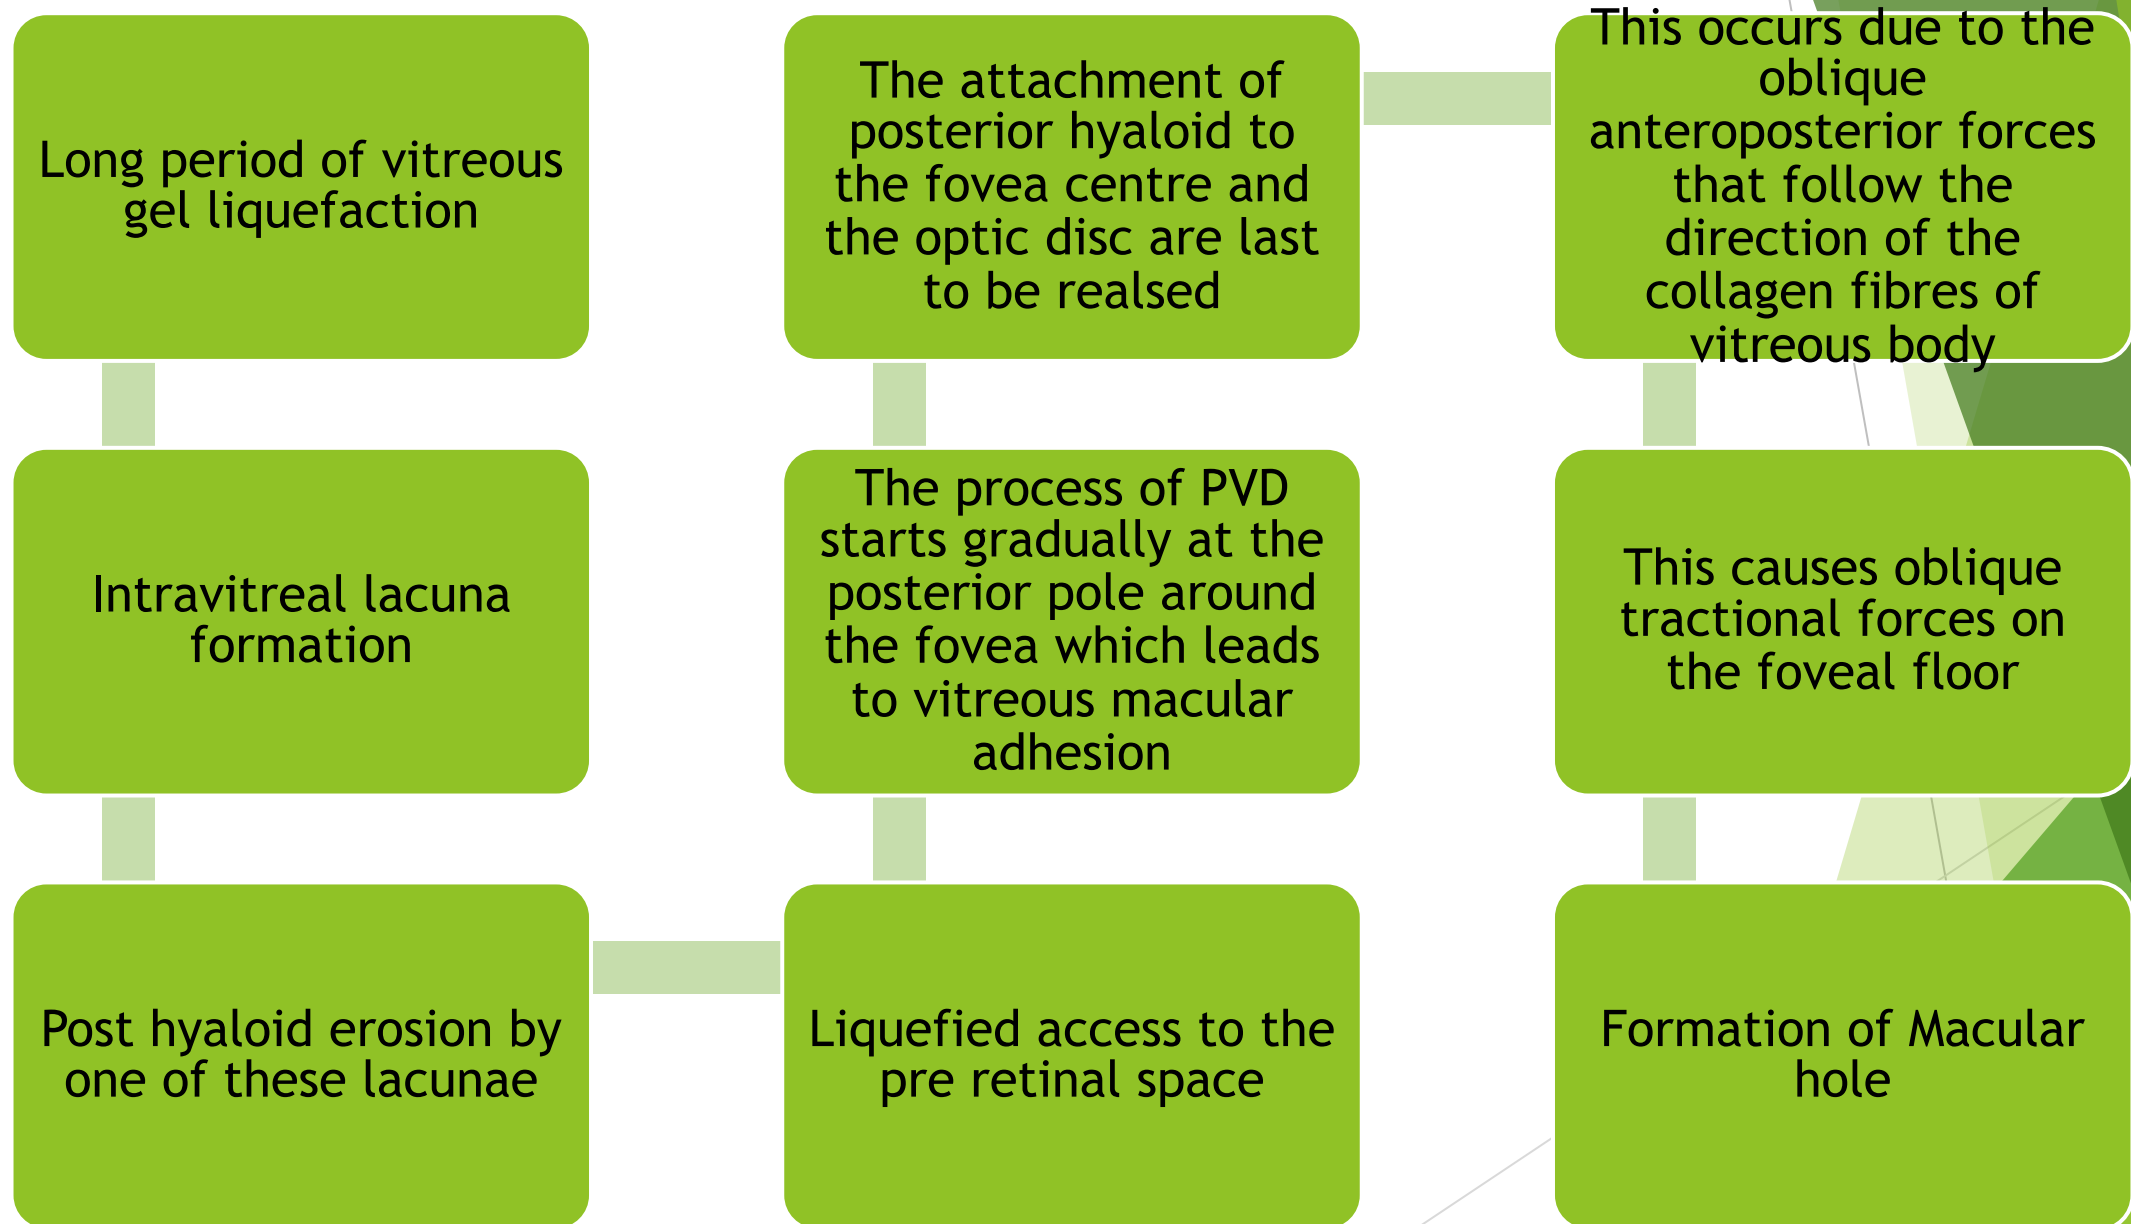 Long period of vitreous
gel liquefaction
Intravitreal lacuna
formation
Post hyaloid erosion by
one of these lacunae
Liquefied access to the
pre retinal space
The process of PVD
starts gradually at the
posterior pole around
the fovea which leads
to vitreous macular
adhesion
The attachment of
posterior hyaloid to
the fovea centre and
the optic disc are last
to be realsed
This occurs due to the
oblique
anteroposterior forces
that follow the
direction of the
collagen fibres of
vitreous body
This causes oblique
tractional forces on
the foveal floor
Formation of Macular
hole